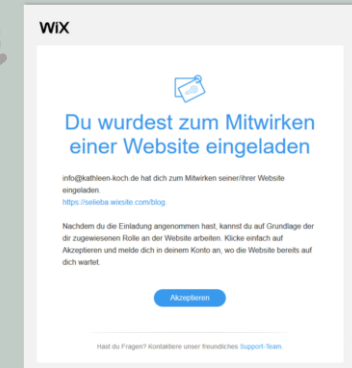 WiX
Du wurdest zum Mitwirken
einer Website eingeladen
info@kathleen-koch.de hat dich zum Mitwirken seiner/ihrer Website
eingeladen.
https://selieba.wixsite.com/blog.
Nachdem du die Einladung angenommen hast, kannst du auf Grundlage der
dir zugewiesenen Rolle an der Website arbeiten. Klicke einfach auf
Akzeptieren und melde dich in deinem Konto an, wo die Website bereits auf
dich wartet.
Akzeptieren
Hast du Fragen? Kontaktiere unser freundliches Support-Team.